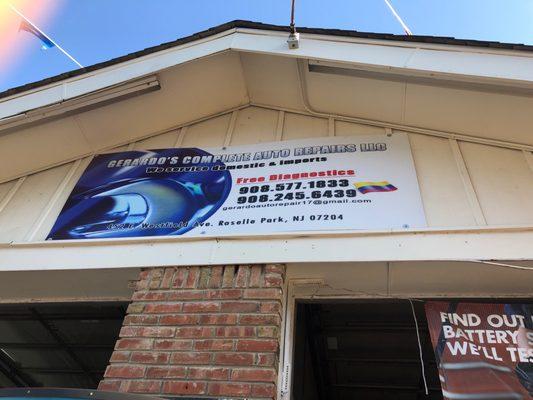 GERARDO'S COMPLETE AUTO REPAIRS LLC
We service domestic & imports
Free Diagnostics
908.577.1833
908.245.6439
gerardoautorepair17@gmail.com
Westfield Ave. Roselle Park, NJ 07204
FIND OUT
BATTERY
WE'LL TES